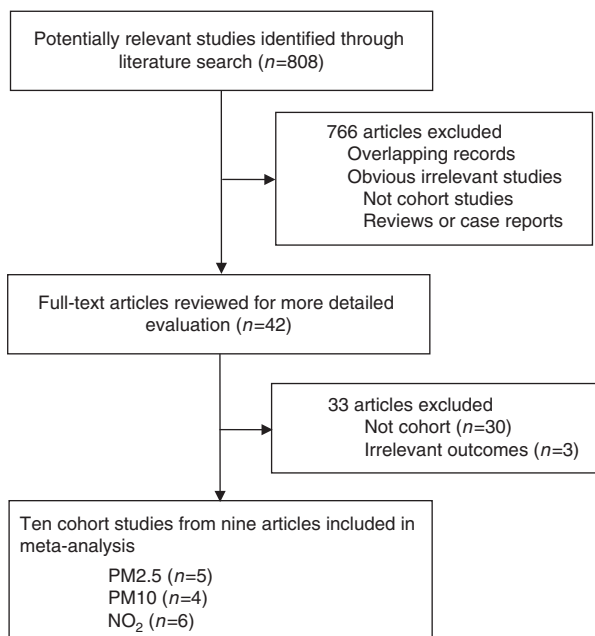 Potentially relevant studies identified through
literature search (n=808)
766 articles excluded
Overlapping records
Obvious irrelevant studies
Not cohort studies
Reviews or case reports
Full-text articles reviewed for more detailed
evaluation (n=42)
33 articles excluded
Not cohort (n=30)
Irrelevant outcomes (n=3)
Ten cohort studies from nine articles included in
meta-analysis
PM2.5 (n=5)
PM10 (n=4)
NO₂ (n=6)